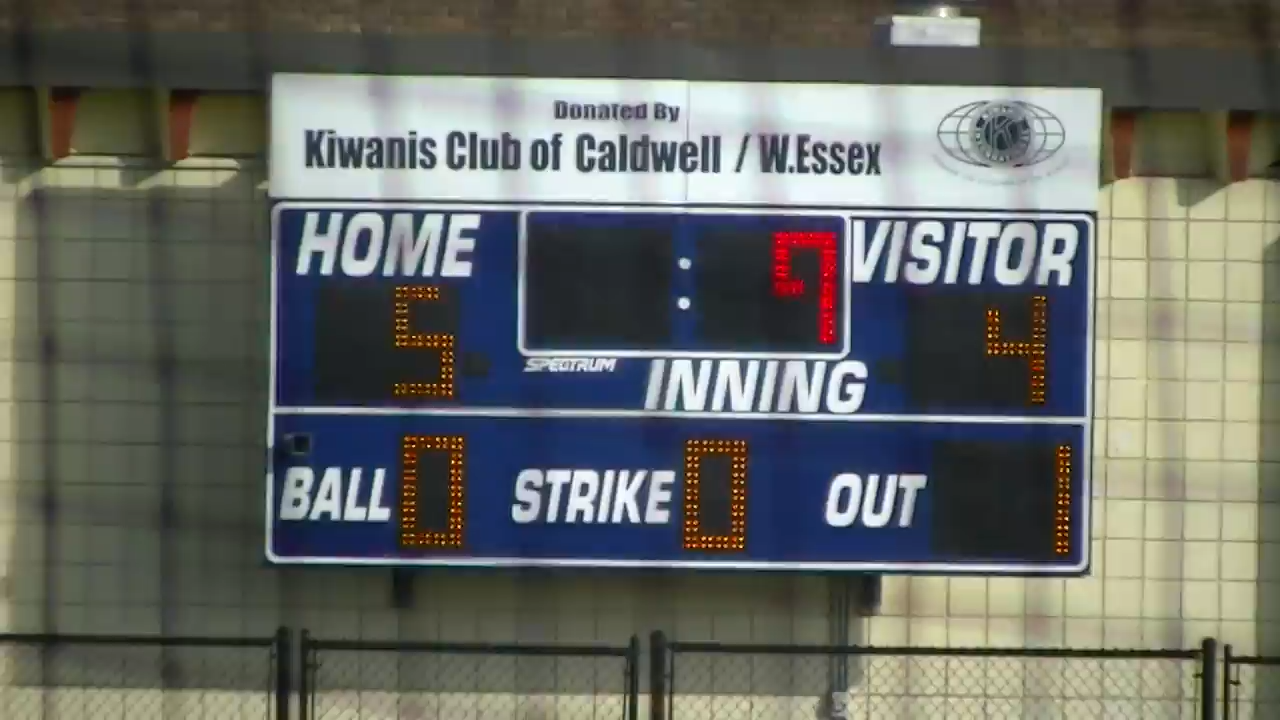 Donated By
Kiwanis Club of Caldwell / W.Essex
K
HOME : 7 VISITOR
5 4
SPECTRUM INNING
BALL 0 STRIKE 0 OUT 1